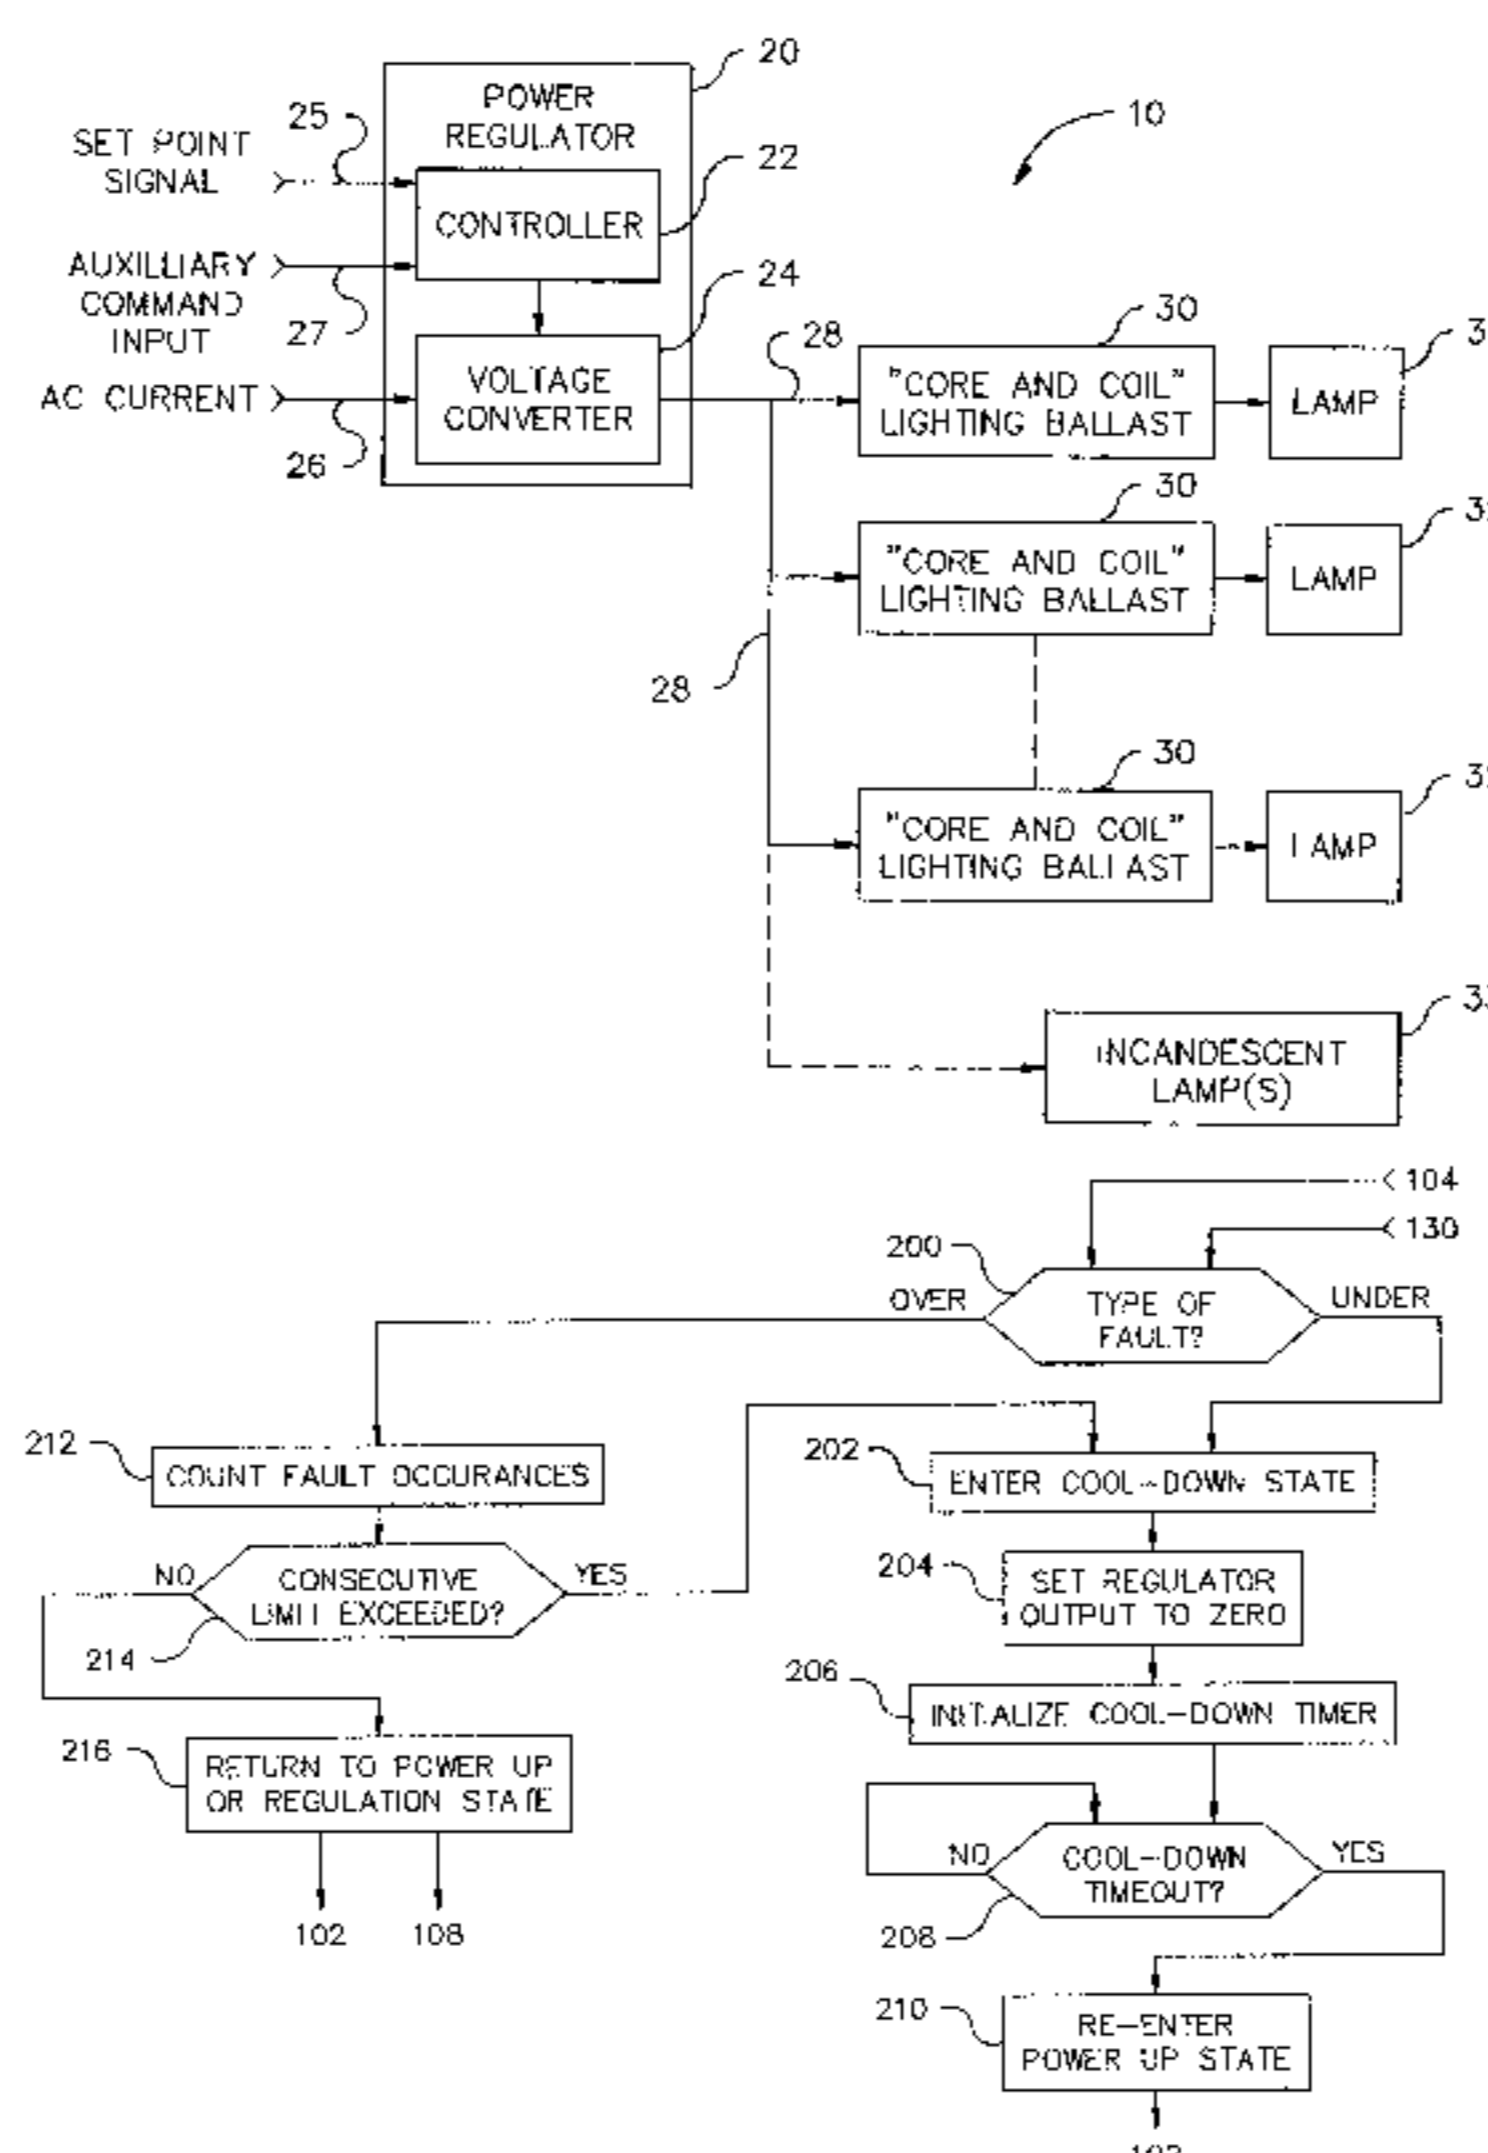 20
POWER
REGULATOR
25
SET POINT
SIGNAL
10
22
CONTROLLER
AUXILLIARY
COMMAND
INPUT
27
24
AC CURRENT
26
VOLTAGE
CONVERTER
28
30
"CORE AND COIL"
LIGHTING BALLAST
LAMP
30
"CORE AND COIL"
LIGHTING BALLAST
LAMP
28
30
"CORE AND COIL"
LIGHTING BALLAST
LAMP
INCANDESCENT
LAMP(S)
104
130
200
OVER
TYPE OF
FAULT?
UNDER
212
COUNT FAULT OCCURANCES
202
ENTER COOL-DOWN STATE
NO
CONSECUTIVE
LIMIT EXCEEDED?
YES
214
204
SET REGULATOR
OUTPUT TO ZERO
206
INITIALIZE COOL-DOWN TIMER
216
RETURN TO POWER UP
OR REGULATION STATE
102
108
NO
COOL-DOWN
TIMEOUT?
YES
208
210
RE-ENTER
POWER UP STATE